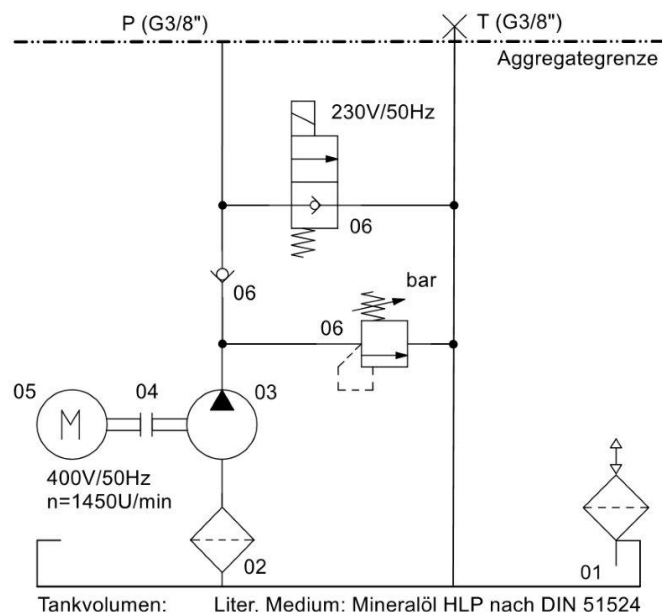 P (G3/8")
T (G3/8")
Aggregategrenze
230V/50Hz
06
06
bar
06
05
04
03
M
400V/50Hz
n=1450U/min
02
01
Tankvolumen: Liter. Medium: Mineralöl HLP nach DIN 51524